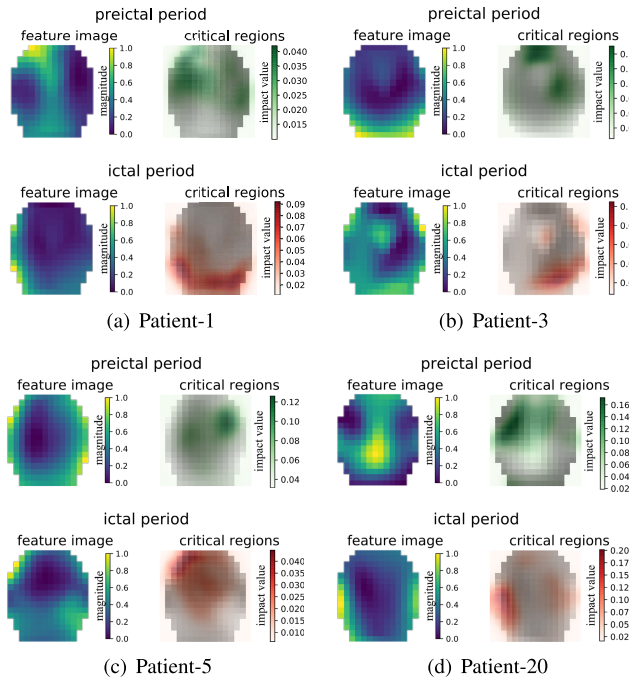 preictal period
feature image
critical regions
1.0
0.8
0.6
0.4
0.2
0.0
magnitude
0.040
0.035
0.030
0.025
0.020
0.015
impact value
ictal period
feature image
critical regions
1.0
0.8
0.6
0.4
0.2
0.0
magnitude
0.09
0.08
0.07
0.06
0.05
0.04
0.03
0.02
impact value
(a) Patient-1
preictal period
feature image
critical regions
1.0
0.8
0.6
0.4
0.2
0.0
magnitude
impact value
ictal period
feature image
critical regions
1.0
0.8
0.6
0.4
0.2
0.0
magnitude
impact value
(b) Patient-3
preictal period
feature image
critical regions
1.0
0.8
0.6
0.4
0.2
0.0
magnitude
0.12
0.10
0.08
0.06
0.04
impact value
ictal period
feature image
critical regions
1.0
0.8
0.6
0.4
0.2
0.0
magnitude
0.040
0.035
0.030
0.025
0.020
0.015
0.010
impact value
(c) Patient-5
preictal period
feature image
critical regions
1.0
0.8
0.6
0.4
0.2
0.0
magnitude
0.16
0.14
0.12
0.10
0.08
0.06
0.04
0.02
impact value
ictal period
feature image
critical regions
1.0
0.8
0.6
0.4
0.2
0.0
magnitude
0.20
0.17
0.15
0.12
0.10
0.07
0.05
0.02
impact value
(d) Patient-20